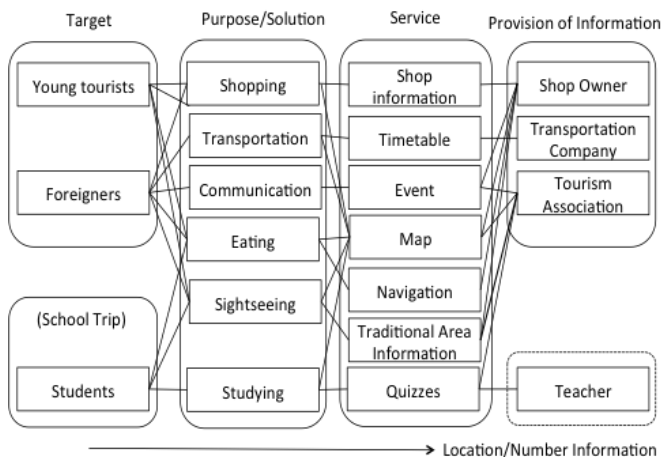 Target
Purpose/Solution
Service
Provision of Information
Young tourists
Foreigners
(School Trip)
Students
Shopping
Transportation
Communication
Eating
Sightseeing
Studying
Shop
information
Timetable
Event
Map
Navigation
Traditional Area
Information
Quizzes
Shop Owner
Transportation
Company
Tourism
Association
Teacher
Location/Number Information